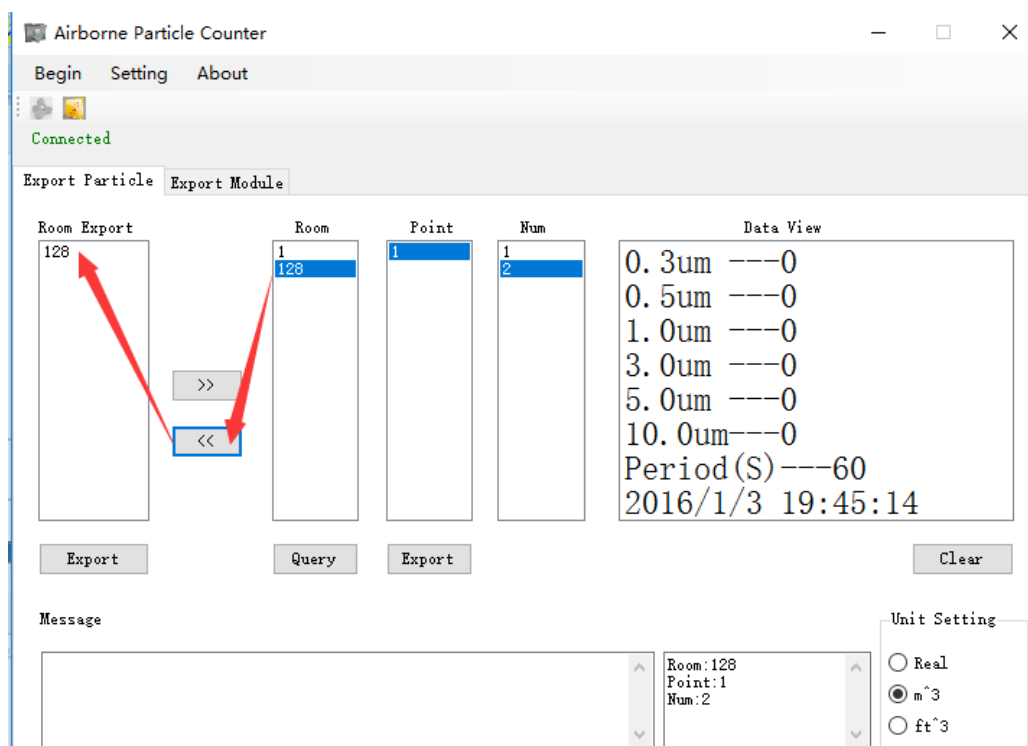 Airborne Particle Counter
Begin Setting About
Connected
Export Particle Export Module
Room Export Room Point Num Data View
128 1 1 1
128 2
0.3um ---0
0.5um ---0
1.0um ---0
3.0um ---0
5.0um ---0
10.0um---0
Period(S)---60
2016/1/3 19:45:14
>>
<<
Export Query Export Clear
Message Unit Setting
Room:128
Point:1
Num:2
Real
m^3
ft^3